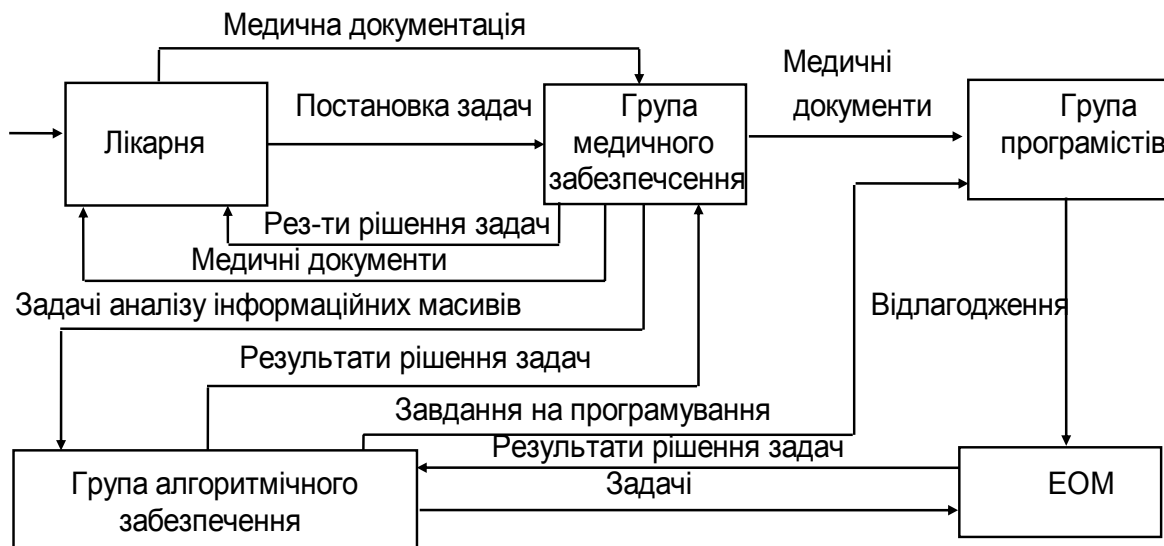 Медична документація
Медичні
документи
Постановка задач
Лікарня
Група
медичного
забезпечсення
Група
програмістів
Рез-ти рішення задач
Медичні документи
Задачі аналізу інформаційних масивів
Відлагодження
Результати рішення задач
Завдання на програмування
Результати рішення задач
Задачі
Група алгоритмічного
забезпечення
ЕОМ